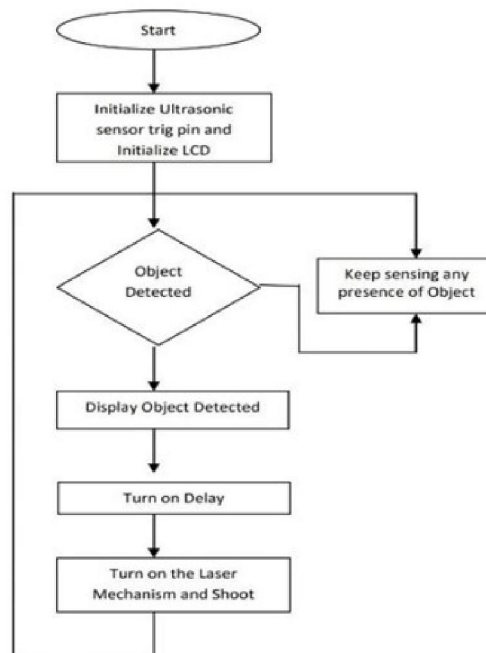 Start
Initialize Ultrasonic
sensor trig pin and
Initialize LCD
Object
Detected
Keep sensing any
presence of Object
Display Object Detected
Turn on Delay
Turn on the Laser
Mechanism and Shoot